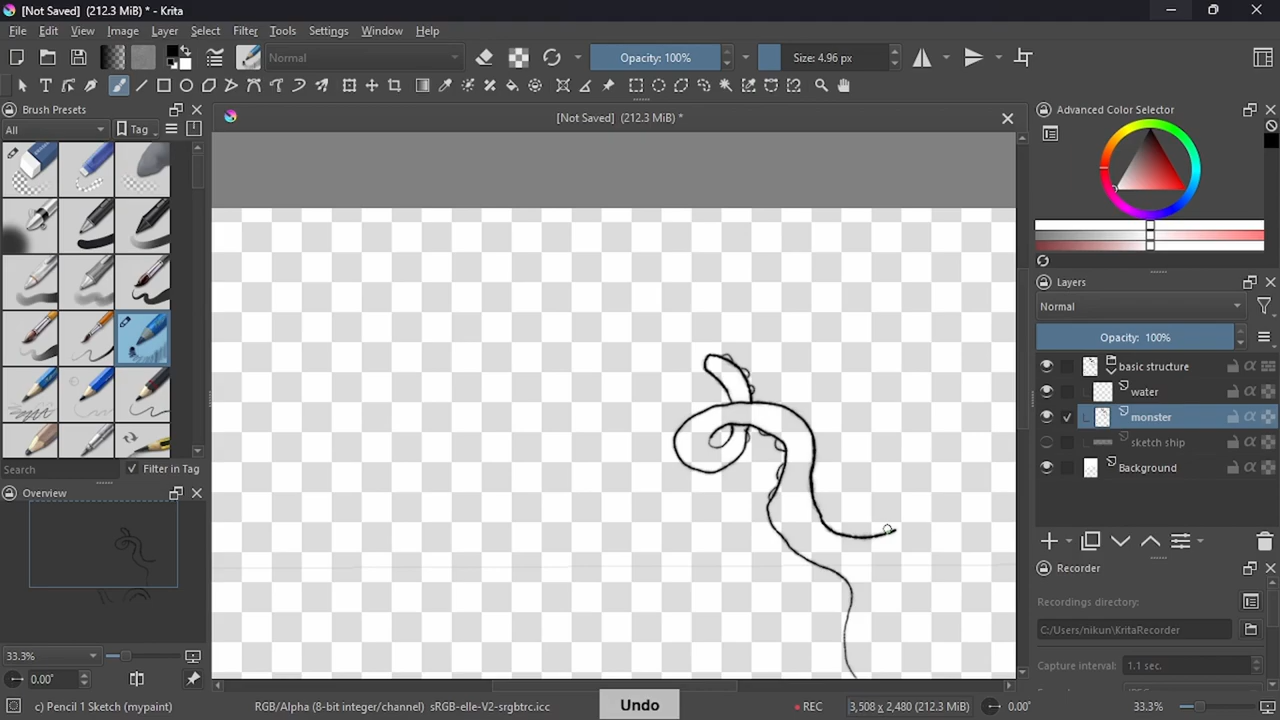 [Not Saved] (212.3 MiB) * - Krita
File Edit View Image Layer Select Filter Tools Settings Window Help
Normal
Opacity: 100%
Size: 4.96 px
Brush Presets
[Not Saved] (212.3 MiB) *
Advanced Color Selector
All
Tag
Layers
Normal
Opacity: 100%
basic structure
water
monster
sketch ship
Background
Search
Filter in Tag
Overview
Recorder
Recordings directory:
C:/Users/nikun/KritaRecorder
Capture interval: 1.1 sec.
33.3%
0.00°
c) Pencil 1 Sketch (mypaint)
RGB/Alpha (8-bit integer/channel) sRGB-elle-V2-srgbtrc.icc
Undo
REC
3,508 x 2,480 (212.3 MiB)
0.00°
33.3%